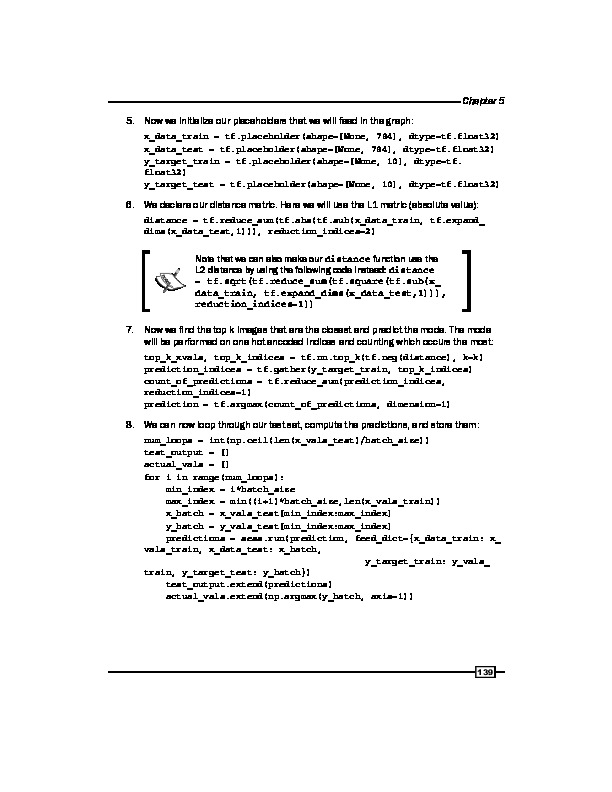 Chapter 5
5. Now we initialize our placeholders that we will feed in the graph:
x_data_train = tf.placeholder(shape=[None, 784], dtype=tf.float32)
x_data_test = tf.placeholder(shape=[None, 784], dtype=tf.float32)
y_target_train = tf.placeholder(shape=[None, 10], dtype=tf.
float32)
y_target_test = tf.placeholder(shape=[None, 10], dtype=tf.float32)
6. We declare our distance metric. Here we will use the L1 metric (absolute value):
distance = tf.reduce_sum(tf.abs(tf.sub(x_data_train, tf.expand_
dims(x_data_test,1))), reduction_indices=2)
Note that we can also make our distance function use the
L2 distance by using the following code instead: distance
= tf.sqrt(tf.reduce_sum(tf.square(tf.sub(x_
data_train, tf.expand_dims(x_data_test,1))),
reduction_indices=1))
7. Now we find the top k images that are the closest and predict the mode. The mode
will be performed on one hot encoded indices and counting which occurs the most:
top_k_xvals, top_k_indices = tf.nn.top_k(tf.neg(distance), k=k)
prediction_indices = tf.gather(y_target_train, top_k_indices)
count_of_predictions = tf.reduce_sum(prediction_indices,
reduction_indices=1)
prediction = tf.argmax(count_of_predictions, dimension=1)
8. We can now loop through our test set, compute the predictions, and store them:
num_loops = int(np.ceil(len(x_vals_test)/batch_size))
test_output = []
actual_vals = []
for i in range(num_loops):
    min_index = i*batch_size
    max_index = min((i+1)*batch_size,len(x_vals_train))
    x_batch = x_vals_test[min_index:max_index]
    y_batch = y_vals_test[min_index:max_index]
    predictions = sess.run(prediction, feed_dict={x_data_train: x_
vals_train, x_data_test: x_batch,
y_target_train: y_vals_
train, y_target_test: y_batch})
    test_output.extend(predictions)
    actual_vals.extend(np.argmax(y_batch, axis=1))
139